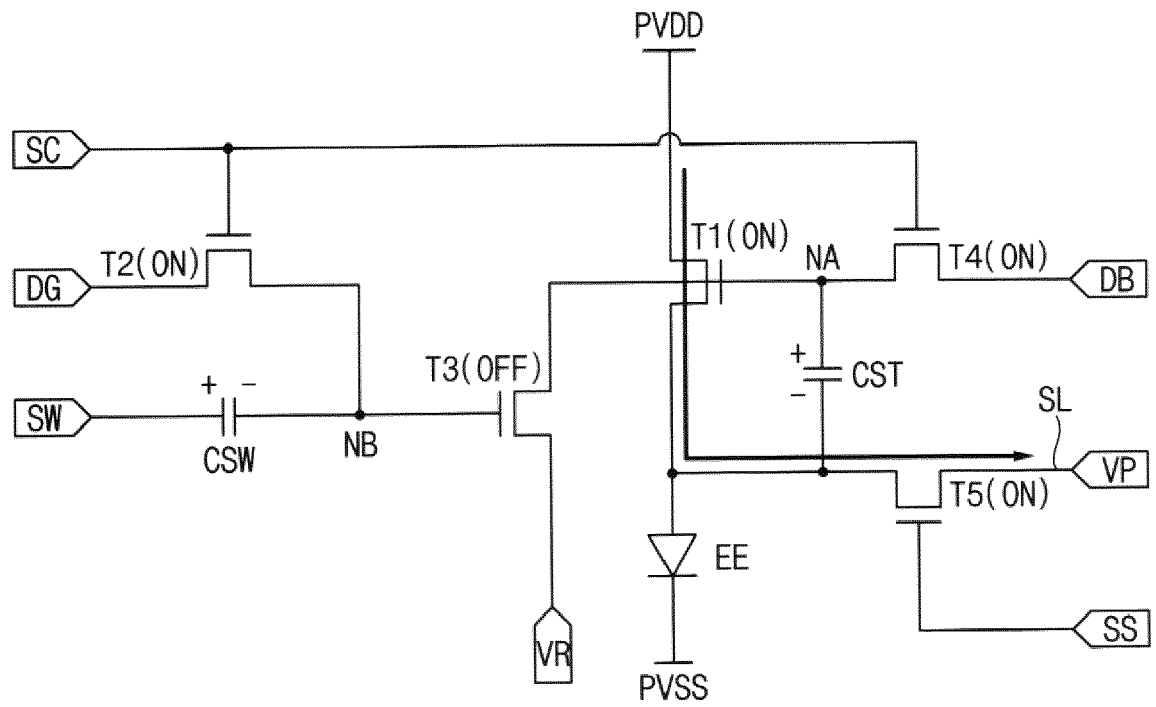 PVDD
SC
T1(ON)
T2(ON)
NA
T4(ON)
DG
DB
T3(OFF)
+
-
+
-
CST
SW
SL
CSW
NB
VP
T5(ON)
EE
SS
VR
PVSS